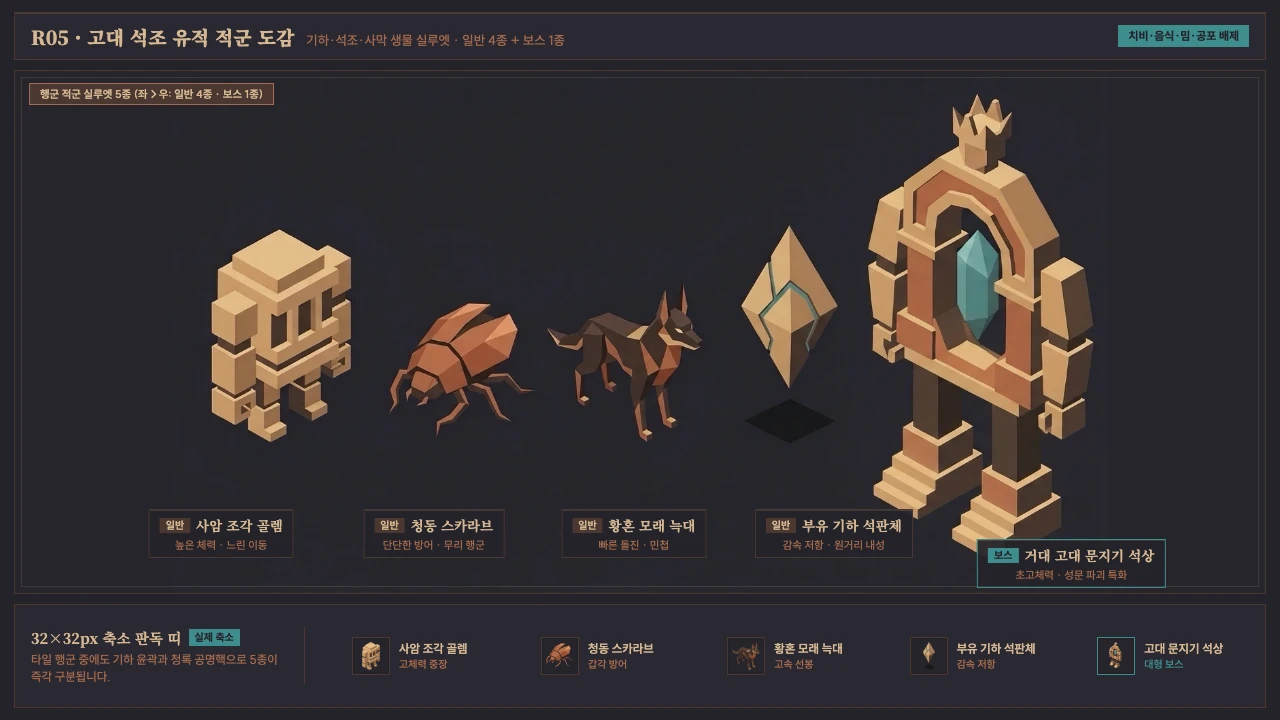 R05 · 고대 석조 유적 적군 도감
기하·석조·사막 생물 실루엣 · 일반 4종 + 보스 1종
치비·음식·밈·공포 배제
행군 적군 실루엣 5종 (좌 > 우: 일반 4종 · 보스 1종)
일반 사암 조각 골렘
높은 체력 · 느린 이동
일반 청동 스카라브
단단한 방어 · 무리 행군
일반 황혼 모래 늑대
빠른 돌진 · 민첩
일반 부유 기하 석판체
감속 저항 · 원거리 내성
보스 거대 고대 문지기 석상
초고체력 · 성문 파괴 특화
32×32px 축소 판독 띠 실제 축소
타일 행군 중에도 기하 윤곽과 청록 공명핵으로 5종이
즉각 구분됩니다.
사암 조각 골렘
고체력 중장
청동 스카라브
갑각 방어
황혼 모래 늑대
고속 선봉
부유 기하 석판체
감속 저항
고대 문지기 석상
대형 보스